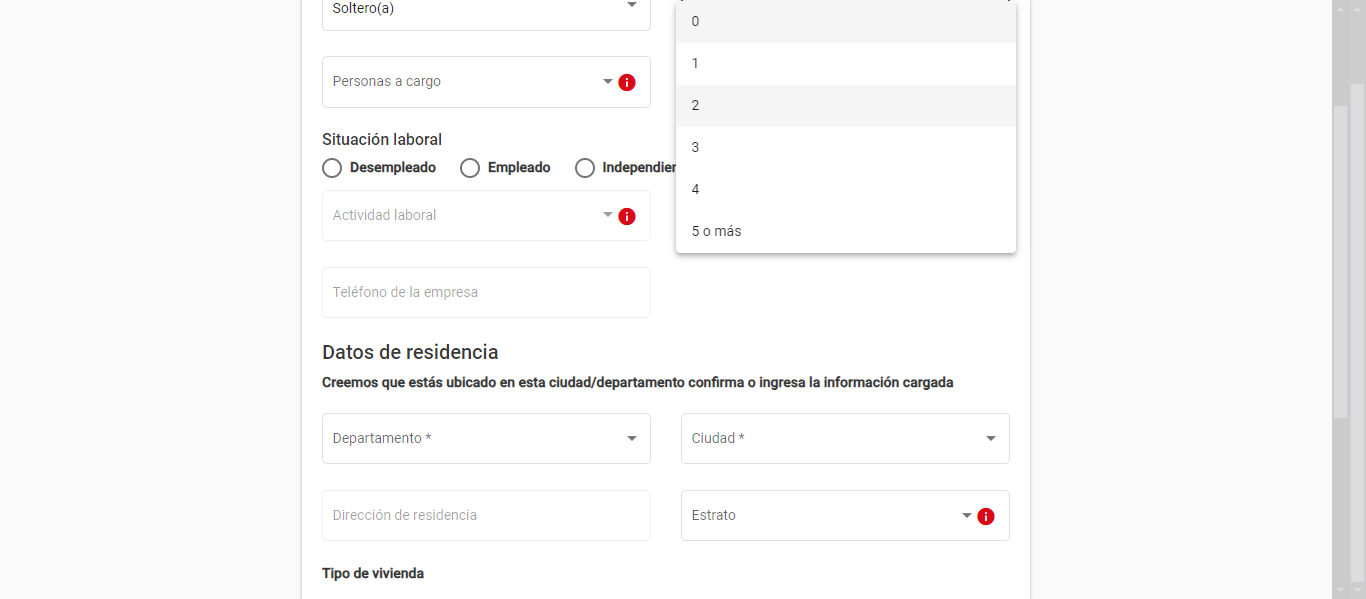 Soltero(a)
0
1
2
3
4
5 o más
Personas a cargo
Situación laboral
Desempleado
Empleado
Actividad laboral
Teléfono de la empresa
Datos de residencia
Creemos que estás ubicado en esta ciudad/departamento confirma o ingresa la información cargada
Departamento *
Ciudad *
Dirección de residencia
Estrato
Tipo de vivienda